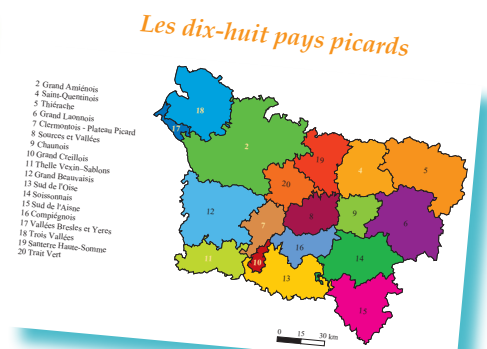 Les dix-huit pays picards
2 Grand Amiénois
4 Saint-Quentinois
5 Thiérache
6 Grand Laonnois
7 Clermontois - Plateau Picard
8 Sources et Vallées
9 Chaunois
10 Grand Creillois
11 Thelle Vexin-Sablons
12 Grand Beauvaisis
13 Sud de l'Oise
14 Soissonnais
15 Sud de l'Aisne
16 Compiégnois
17 Vallées Bresles et Yeres
18 Trois Vallées
19 Santerre Haute-Somme
20 Trait Vert
18
17
2
19
4
5
20
12
8
9
6
7
16
11
10
13
14
15
0 15 30 km